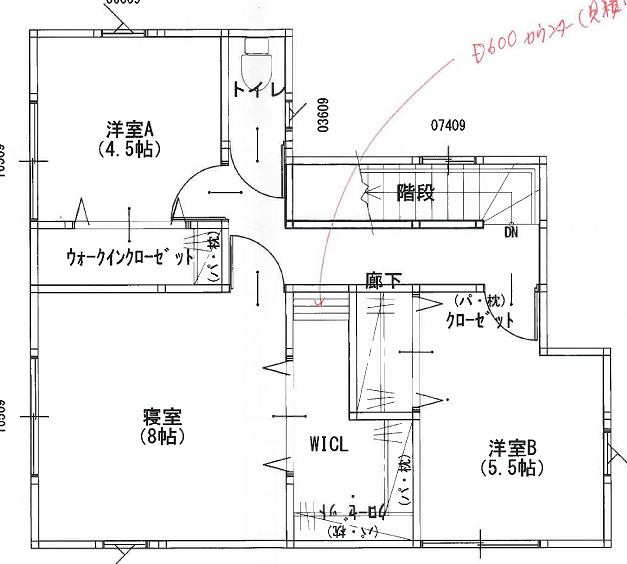 D600 カウンター(見積
トイレ
03609
洋室A
(4.5帖)
07409
階段
DN
ウォークインクローゼット
(パ・枕)
廊下
(パ・枕)
クローゼット
寝室
(8帖)
WICL
洋室B
(5.5帖)
(パ・枕)
クローゼット
(パ・枕)